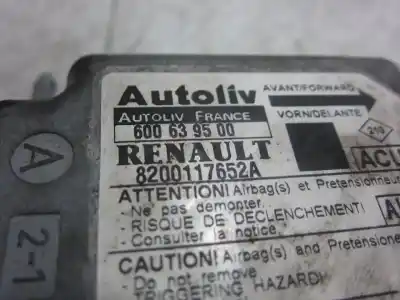 Autoliv
AVANT/FORWARD
AUTOLIV FRANCE
VORN/DELANTE
600 63 95 00
RENAULT
8200117652A
ACU
A
2-1
ATTENTION! Airbag(s) et Pretensionneur
- Ne pas demonter.
- RISQUE DE DECLENCHEMENT!
- Consulter la notice.
CAUTION! Airbag(s) and Pretensione
- Do not remove
- TRIGGERING HAZARD!